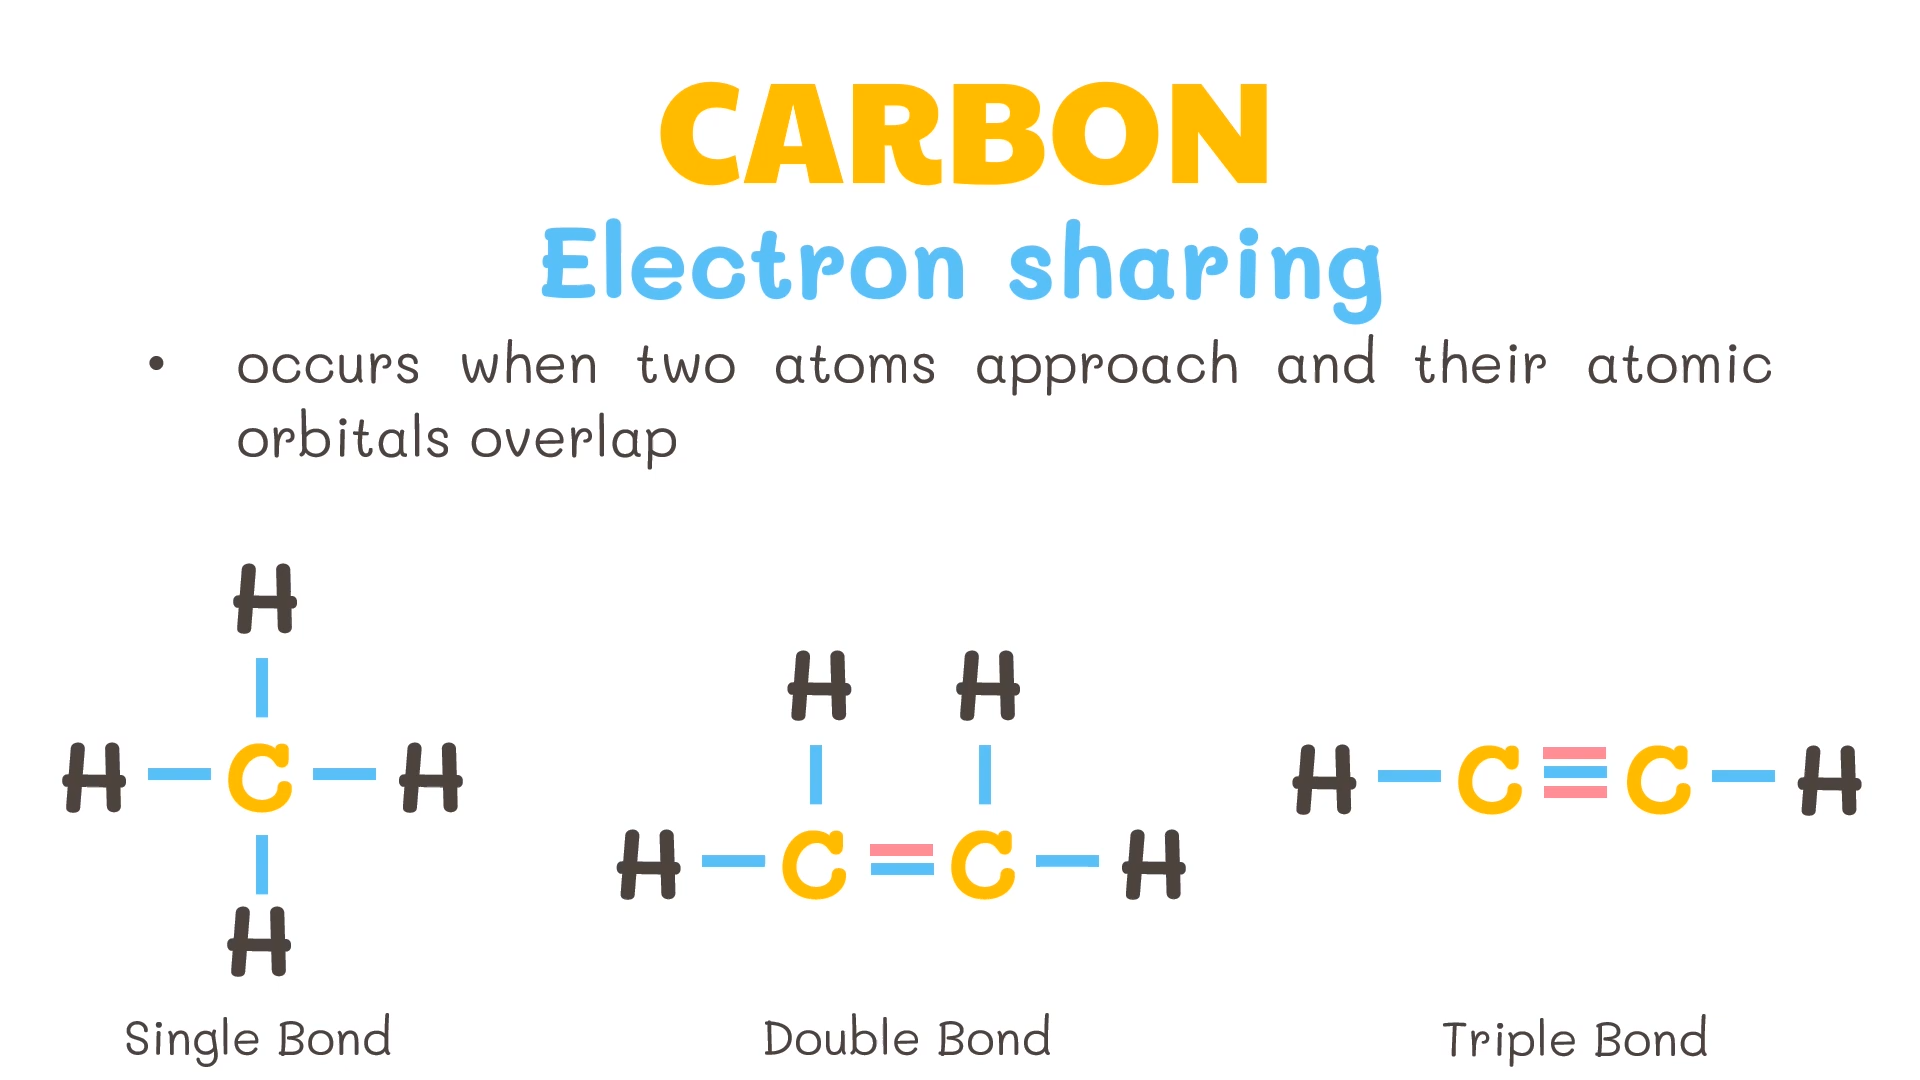 CARBON
Electron sharing
• occurs when two atoms approach and their atomic
orbitals overlap
H
H C H
H
H H
H C C H
H C C H
Single Bond
Double Bond
Triple Bond